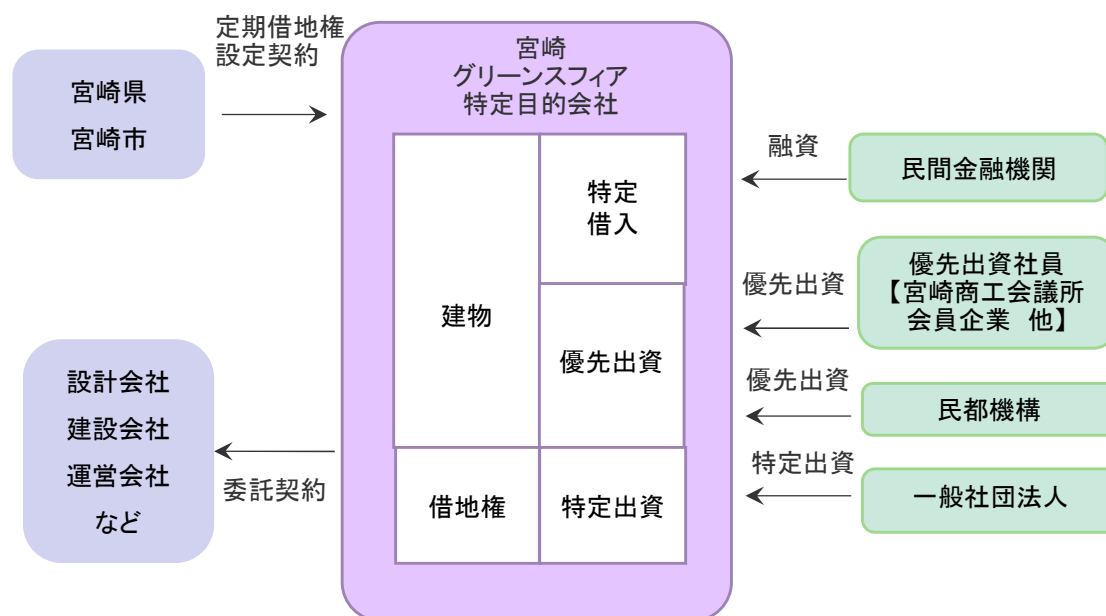 定期借地権
設定契約
宮崎県
宮崎市
宮崎
グリーンスフィア
特定目的会社
建物
特定
借入
優先出資
借地権
特定出資
設計会社
建設会社
運営会社
など
委託契約
融資
民間金融機関
優先出資
優先出資社員
【宮崎商工会議所
会員企業　他】
優先出資
民都機構
特定出資
一般社団法人